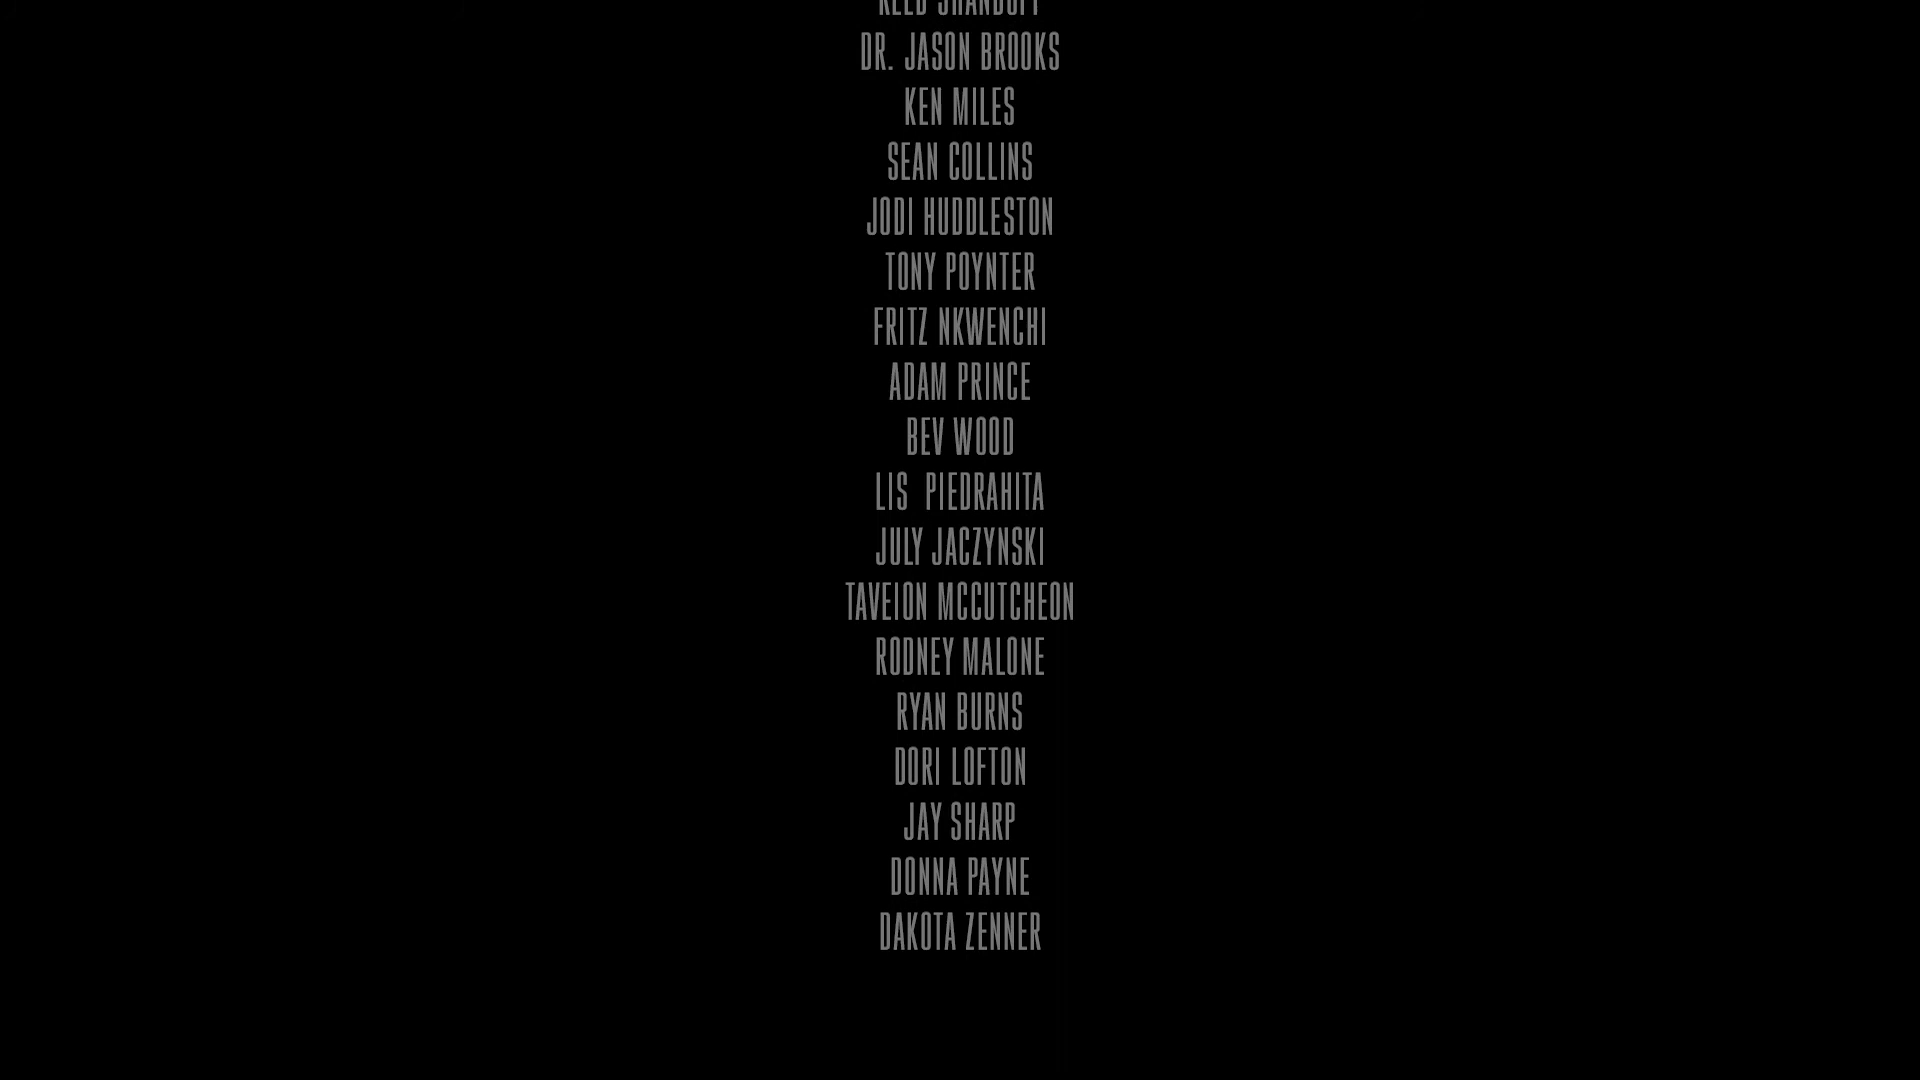 DR. JASON BROOKS
KEN MILES
SEAN COLLINS
JODI HUDDLESTON
TONY POYNTER
FRITZ NKWENCHI
ADAM PRINCE
BEV WOOD
LIS  PIEDRAHITA
JULY JACZYNSKI
TAVEION MCCUTCHEON
RODNEY MALONE
RYAN BURNS
DORI LOFTON
JAY SHARP
DONNA PAYNE
DAKOTA ZENNER